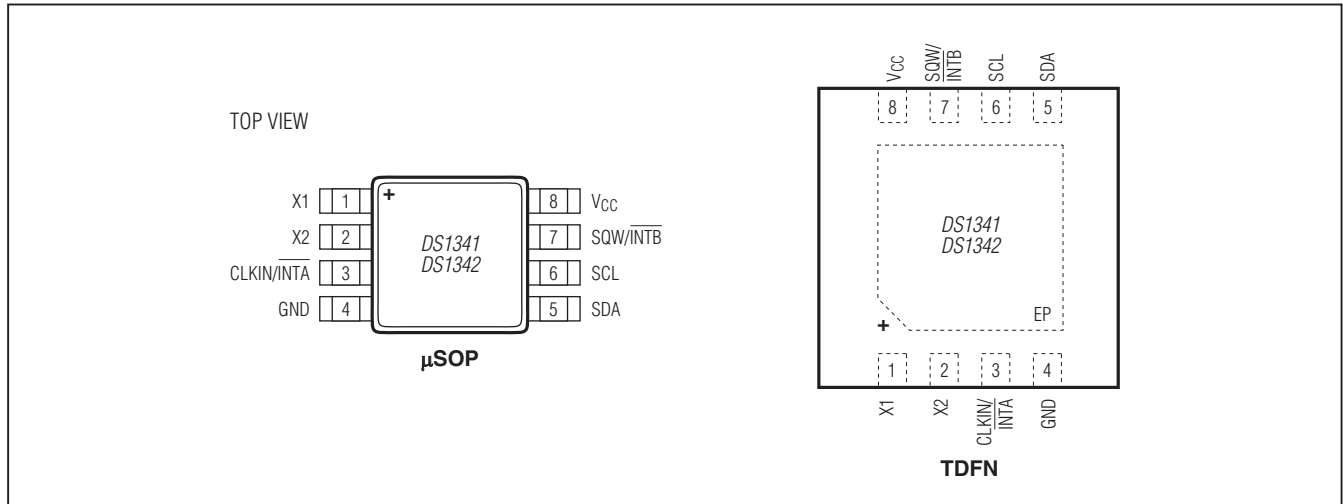 TOP VIEW
X1 1
X2 2
CLKIN/INTA 3
GND 4
+
DS1341
DS1342
8 VCC
7 SQW/INTB
6 SCL
5 SDA
µSOP
VCC
SQW/
INTB
SCL
SDA
8 7 6 5
DS1341
DS1342
EP
+
1 2 3 4
X1
X2
CLKIN/
INTA
GND
TDFN